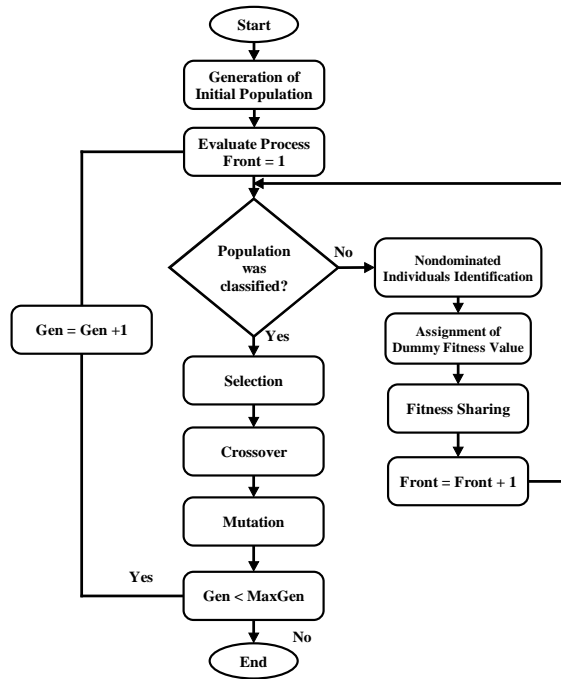 Start
Generation of
Initial Population
Evaluate Process
Front = 1
Population
was
classified?
No
Nondominated
Individuals Identification
Assignment of
Dummy Fitness Value
Fitness Sharing
Front = Front + 1
Yes
Selection
Crossover
Mutation
Gen < MaxGen
Yes
Gen = Gen +1
No
End